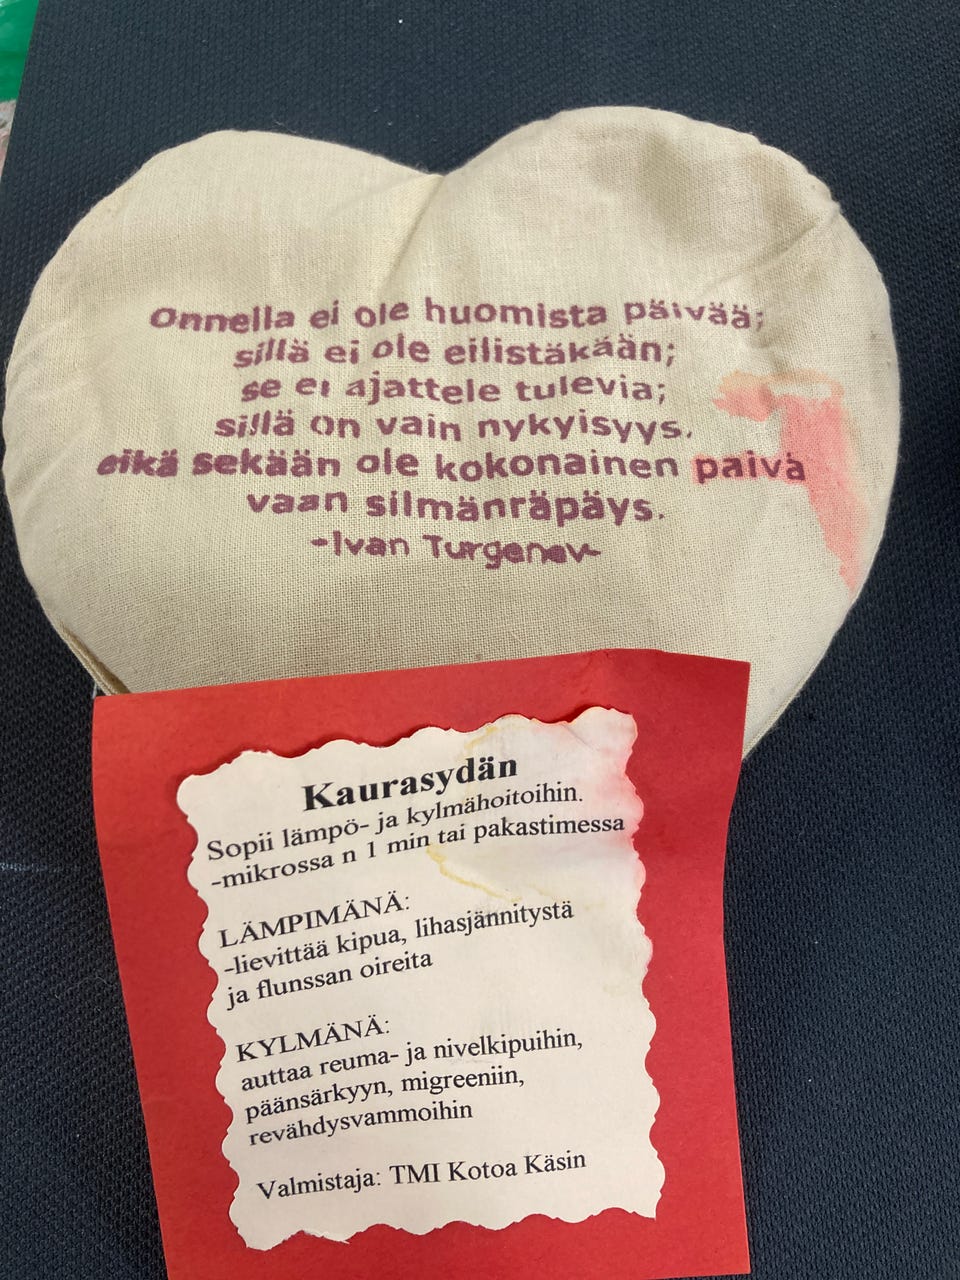 Onnella ei ole huomista päivää;
sillä ei ole eilistäkään;
se ei ajattele tulevia;
sillä on vain nykyisyys.
eikä sekään ole kokonainen päivä
vaan silmänräpäys.
-Ivan Turgenev-
Kaurasydän
Sopii lämpö- ja kylmähoitoihin.
-mikrossa n 1 min tai pakastimessa
LÄMPIMÄNÄ:
-lievittää kipua, lihasjännitystä
ja flunssan oireita
KYLMÄNÄ:
auttaa reuma- ja nivelkipuihin,
päänsärkyyn, migreeniin,
revähdysvammoihin
Valmistaja: TMI Kotoa Käsin